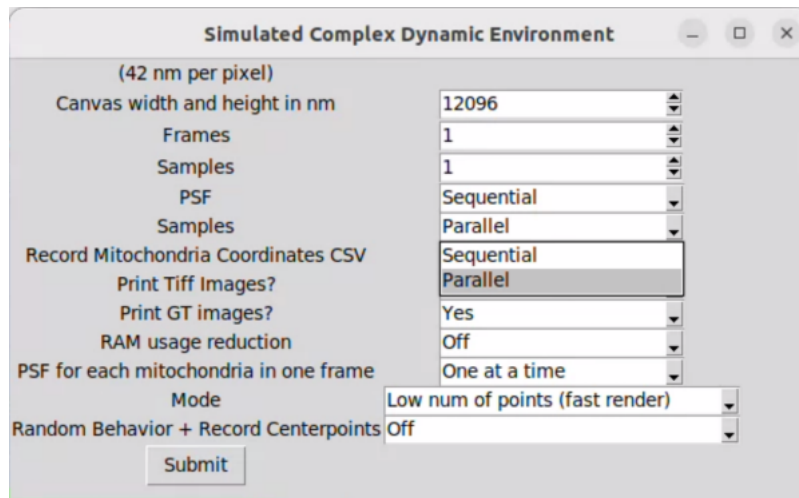 Simulated Complex Dynamic Environment
(42 nm per pixel)
Canvas width and height in nm 12096
Frames 1
Samples 1
PSF Sequential
Samples Parallel
Record Mitochondria Coordinates CSV Sequential
Print Tiff Images? Parallel
Print GT images? Yes
RAM usage reduction Off
PSF for each mitochondria in one frame One at a time
Mode Low num of points (fast render)
Random Behavior + Record Centerpoints Off
Submit